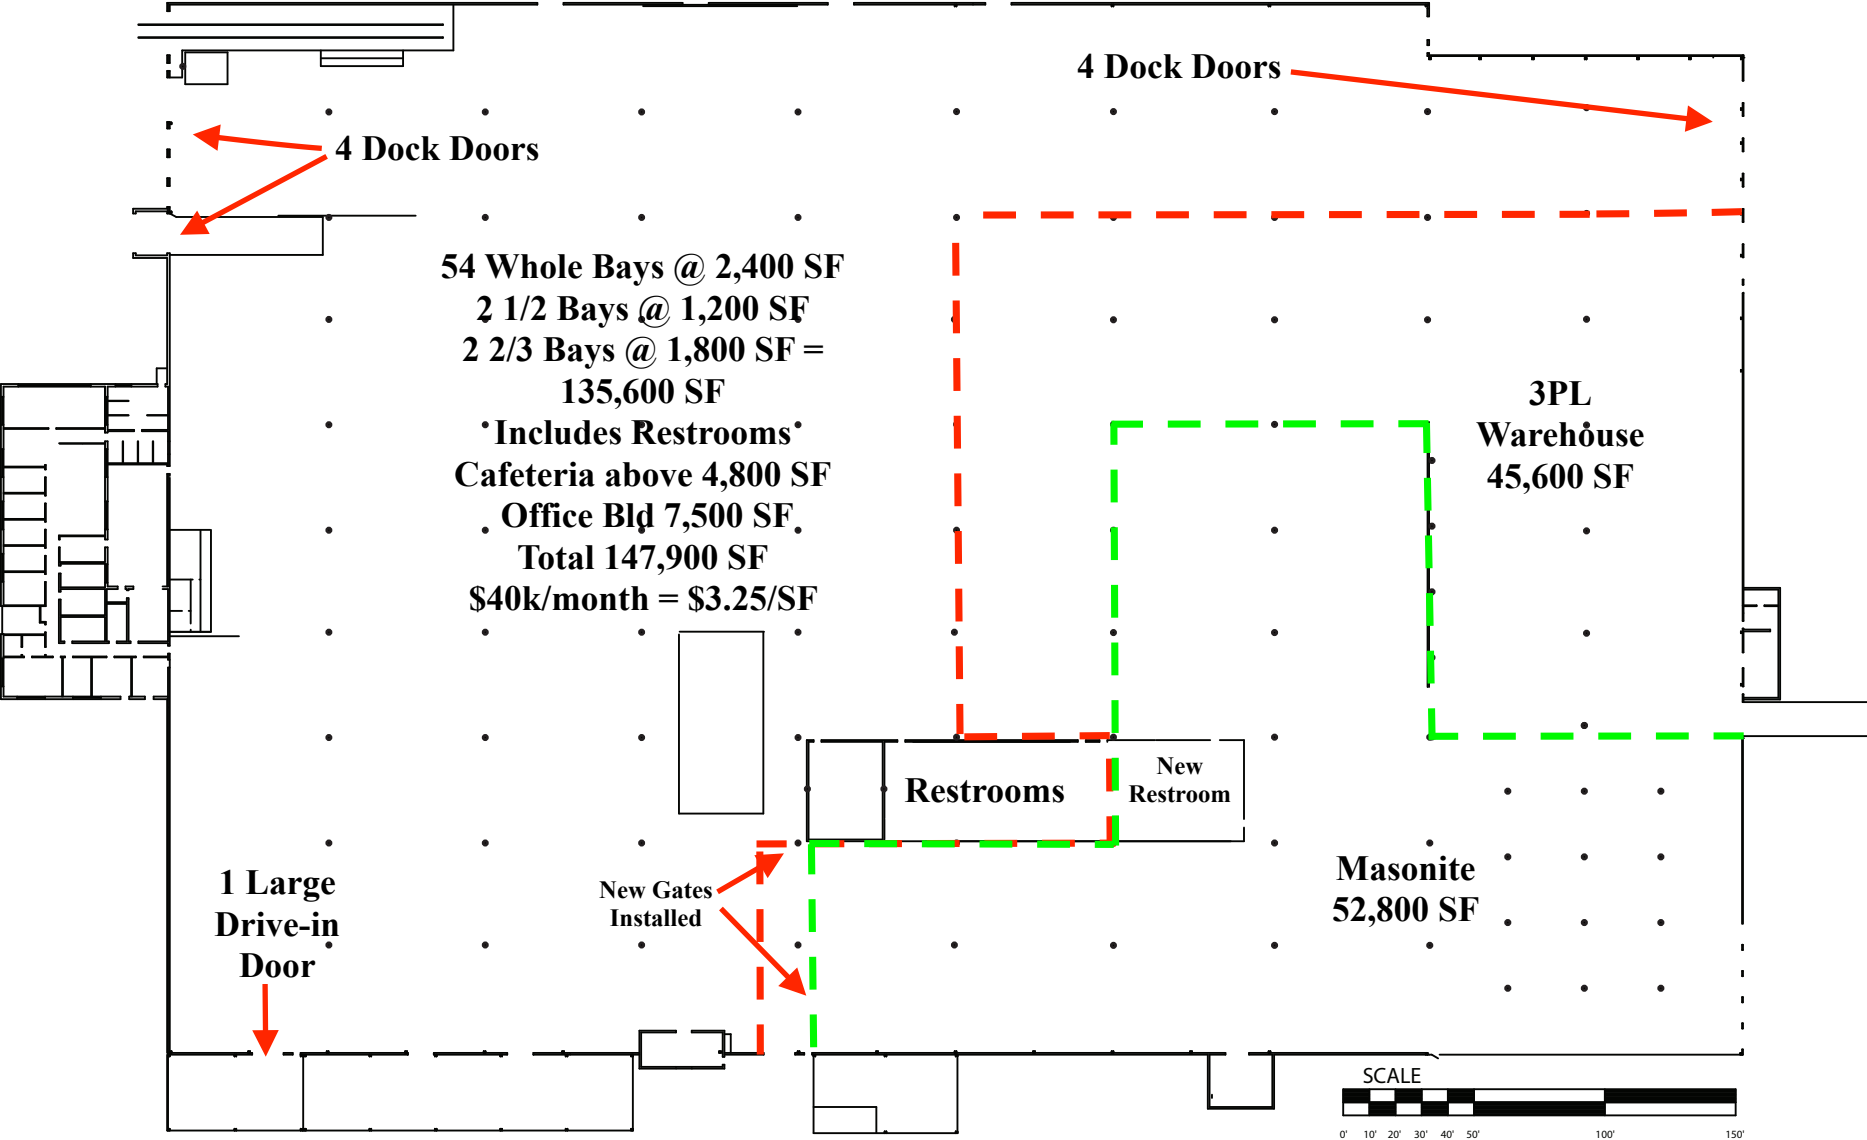 4 Dock Doors
4 Dock Doors
54 Whole Bays @ 2,400 SF
2 1/2 Bays @ 1,200 SF
2 2/3 Bays @ 1,800 SF =
135,600 SF
Includes Restrooms
Cafeteria above 4,800 SF
Office Bld 7,500 SF
Total 147,900 SF
$40k/month = $3.25/SF
3PL
Warehouse
45,600 SF
Restrooms
New
Restroom
New Gates
Installed
1 Large
Drive-in
Door
Masonite
52,800 SF
SCALE
0' 10' 20' 30' 40' 50' 100' 150'